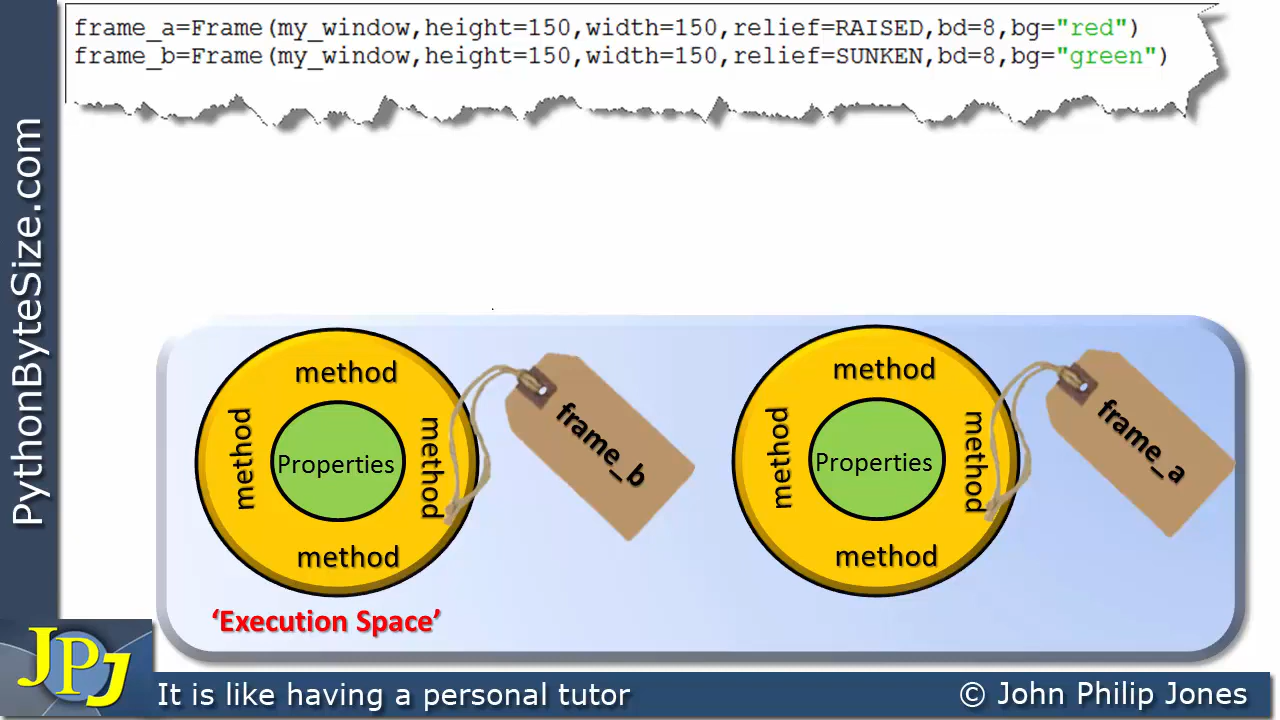 frame_a=Frame(my_window,height=150,width=150,relief=RAISED,bd=8,bg="red")
frame_b=Frame(my_window,height=150,width=150,relief=SUNKEN,bd=8,bg="green")
PythonByteSize.com
method
method
Properties
method
method
frame_b
method
method
Properties
method
method
frame_a
‘Execution Space’
JPJ
It is like having a personal tutor
© John Philip Jones